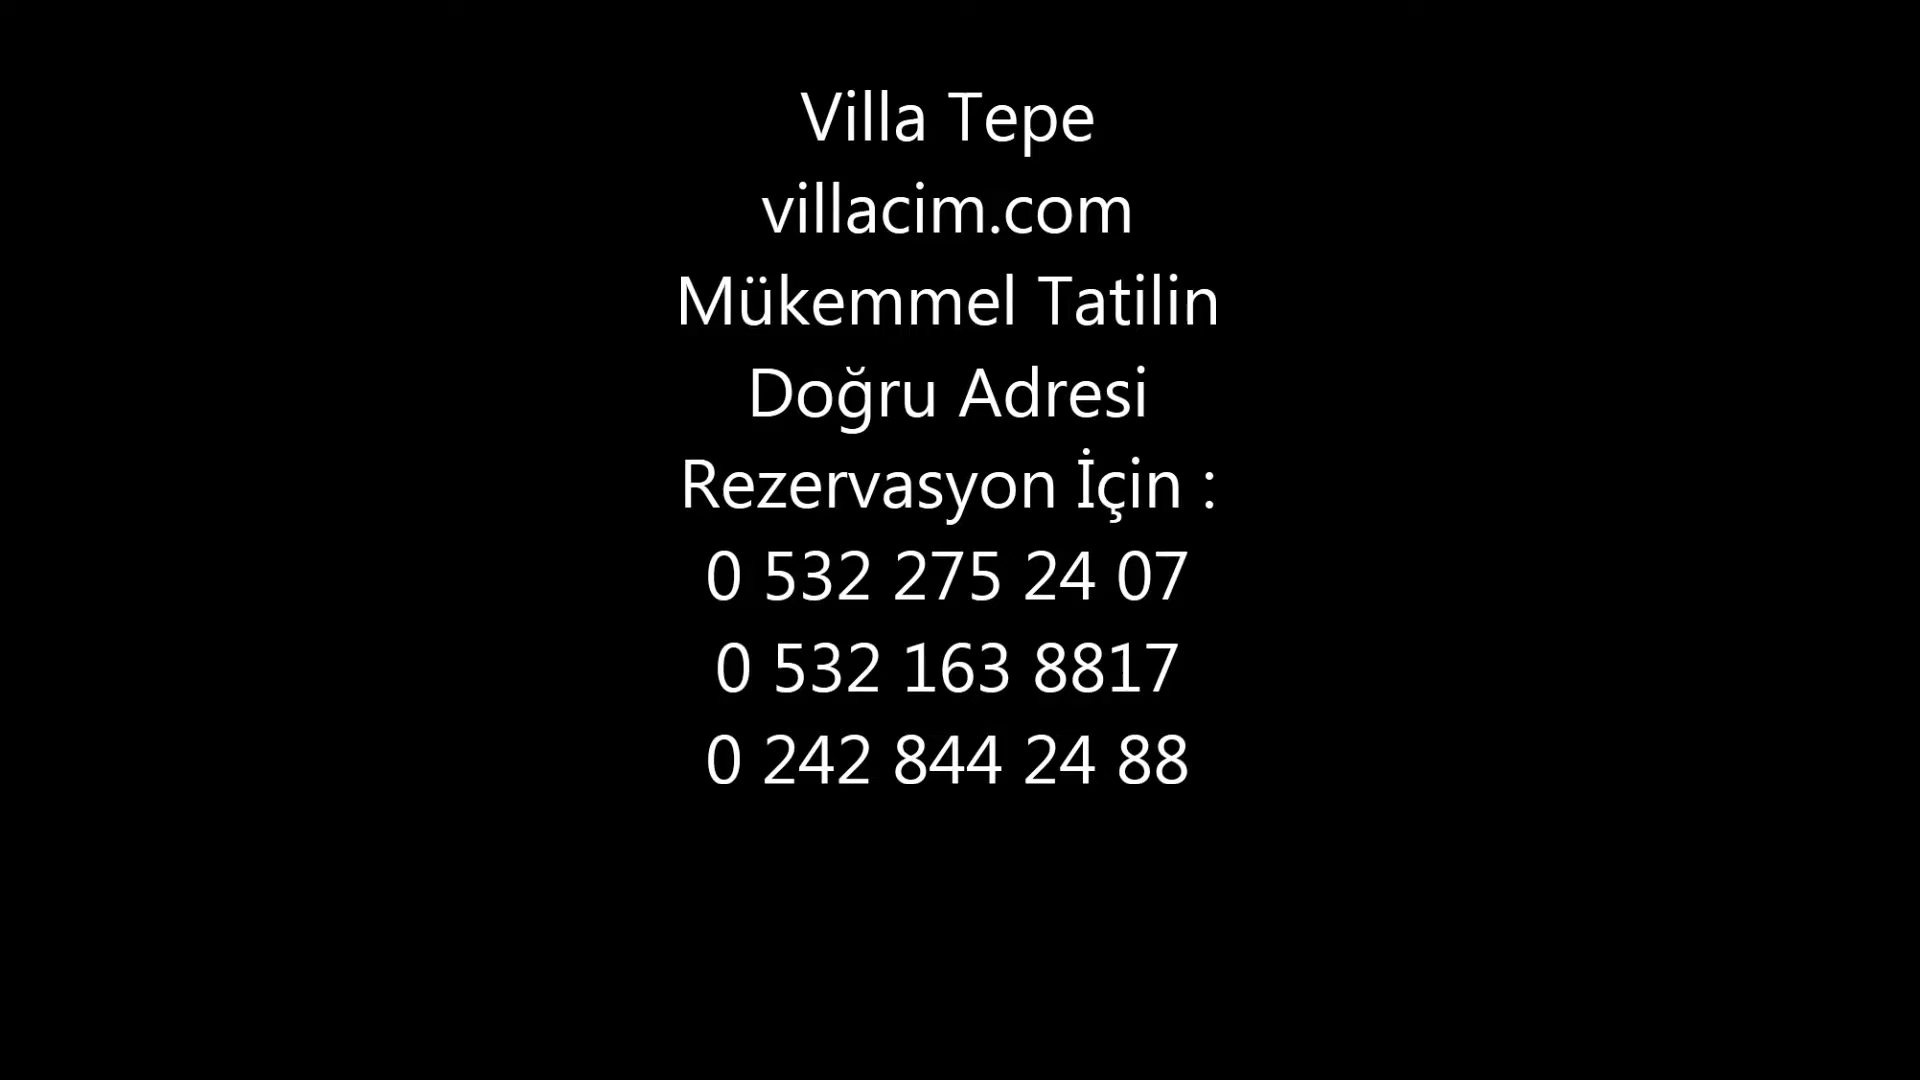 Villa Tepe
villacim.com
Mükemmel Tatilin
Doğru Adresi
Rezervasyon İçin :
0 532 275 24 07
0 532 163 8817
0 242 844 24 88